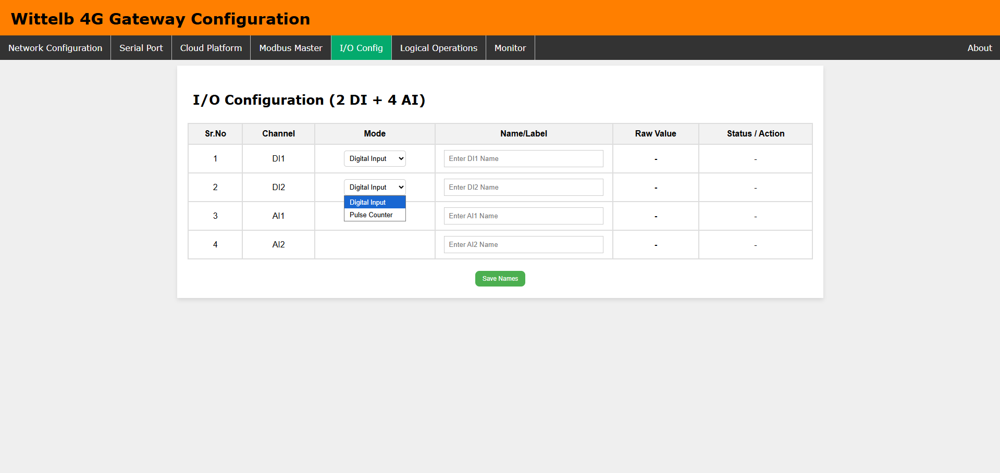 Wittelb 4G Gateway Configuration
Network Configuration Serial Port Cloud Platform Modbus Master I/O Config Logical Operations Monitor About
I/O Configuration (2 DI + 4 AI)
Sr.No Channel Mode Name/Label Raw Value Status / Action
1 DI1 Digital Input Enter DI1 Name - -
2 DI2 Digital Input Enter DI2 Name - -
Digital Input
Pulse Counter
3 AI1 Enter AI1 Name - -
4 AI2 Enter AI2 Name - -
Save Names